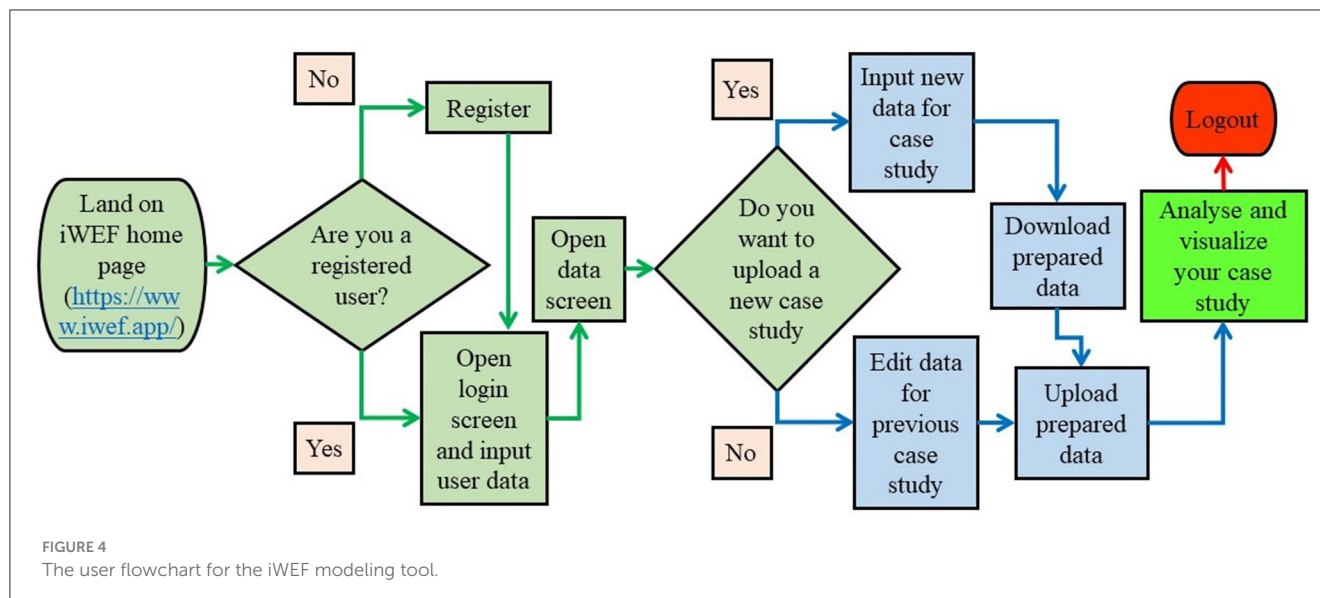 Land on
iWEF home
page
(https://ww
w.iwef.app/)
No
Register
Are you a
registered
user?
Yes
Open
login
screen
and input
user data
Open
data
screen
Do you
want to
upload a
new case
study
Yes
Input new
data for
case
study
Download
prepared
data
No
Edit data
for
previous
case
study
Upload
prepared
data
Analyse and
visualize
your case
study
Logout
FIGURE 4
The user flowchart for the iWEF modeling tool.